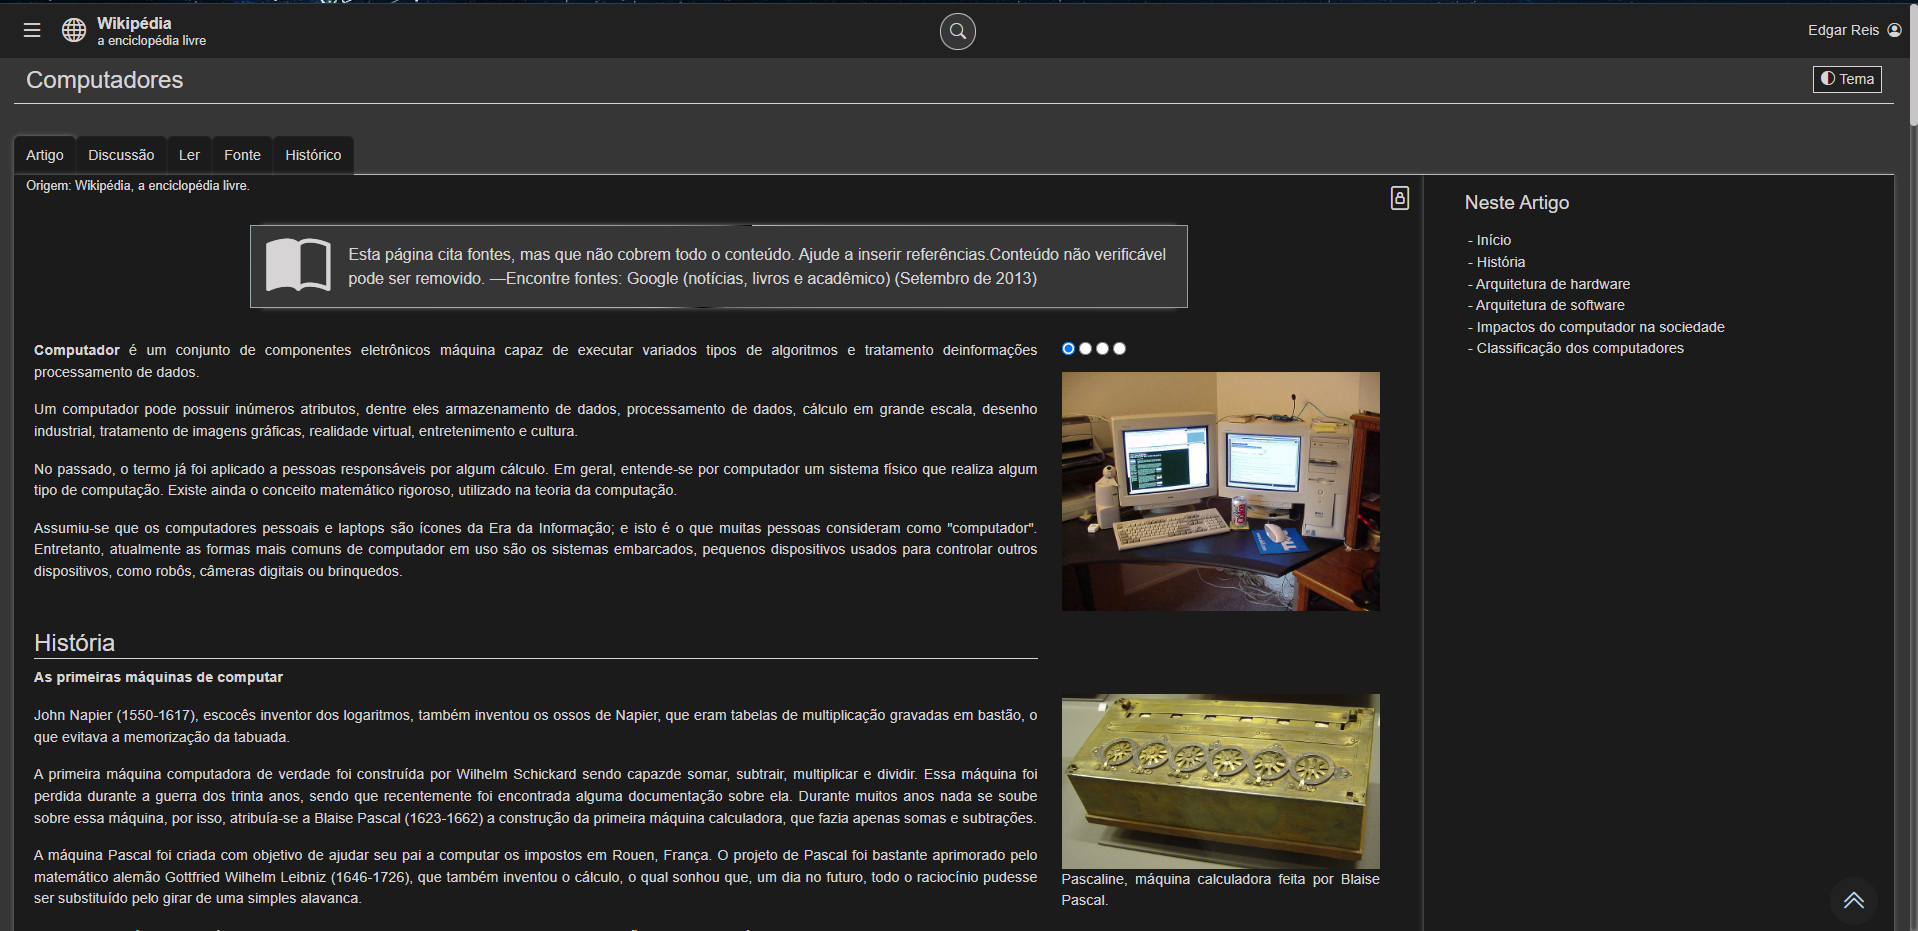 Wikipédia
a enciclopédia livre
Edgar Reis
Computadores
Tema
Artigo
Discussão
Ler
Fonte
Histórico
Origem: Wikipédia, a enciclopédia livre.
Esta página cita fontes, mas que não cobrem todo o conteúdo. Ajude a inserir referências.Conteúdo não verificável
pode ser removido. —Encontre fontes: Google (notícias, livros e acadêmico) (Setembro de 2013)
Computador é um conjunto de componentes eletrônicos máquina capaz de executar variados tipos de algoritmos e tratamento deinformações
processamento de dados.
Um computador pode possuir inúmeros atributos, dentre eles armazenamento de dados, processamento de dados, cálculo em grande escala, desenho
industrial, tratamento de imagens gráficas, realidade virtual, entretenimento e cultura.
No passado, o termo já foi aplicado a pessoas responsáveis por algum cálculo. Em geral, entende-se por computador um sistema físico que realiza algum
tipo de computação. Existe ainda o conceito matemático rigoroso, utilizado na teoria da computação.
Assumiu-se que os computadores pessoais e laptops são ícones da Era da Informação; e isto é o que muitas pessoas consideram como "computador".
Entretanto, atualmente as formas mais comuns de computador em uso são os sistemas embarcados, pequenos dispositivos usados para controlar outros
dispositivos, como robôs, câmeras digitais ou brinquedos.
História
As primeiras máquinas de computar
John Napier (1550-1617), escocês inventor dos logaritmos, também inventou os ossos de Napier, que eram tabelas de multiplicação gravadas em bastão, o
que evitava a memorização da tabuada.
A primeira máquina computadora de verdade foi construída por Wilhelm Schickard sendo capazde somar, subtrair, multiplicar e dividir. Essa máquina foi
perdida durante a guerra dos trinta anos, sendo que recentemente foi encontrada alguma documentação sobre ela. Durante muitos anos nada se soube
sobre essa máquina, por isso, atribuía-se a Blaise Pascal (1623-1662) a construção da primeira máquina calculadora, que fazia apenas somas e subtrações.
A máquina Pascal foi criada com objetivo de ajudar seu pai a computar os impostos em Rouen, França. O projeto de Pascal foi bastante aprimorado pelo
matemático alemão Gottfried Wilhelm Leibniz (1646-1726), que também inventou o cálculo, o qual sonhou que, um dia no futuro, todo o raciocínio pudesse
ser substituído pelo girar de uma simples alavanca.
Pascaline, máquina calculadora feita por Blaise
Pascal.
Neste Artigo
- Início
- História
- Arquitetura de hardware
- Arquitetura de software
- Impactos do computador na sociedade
- Classificação dos computadores